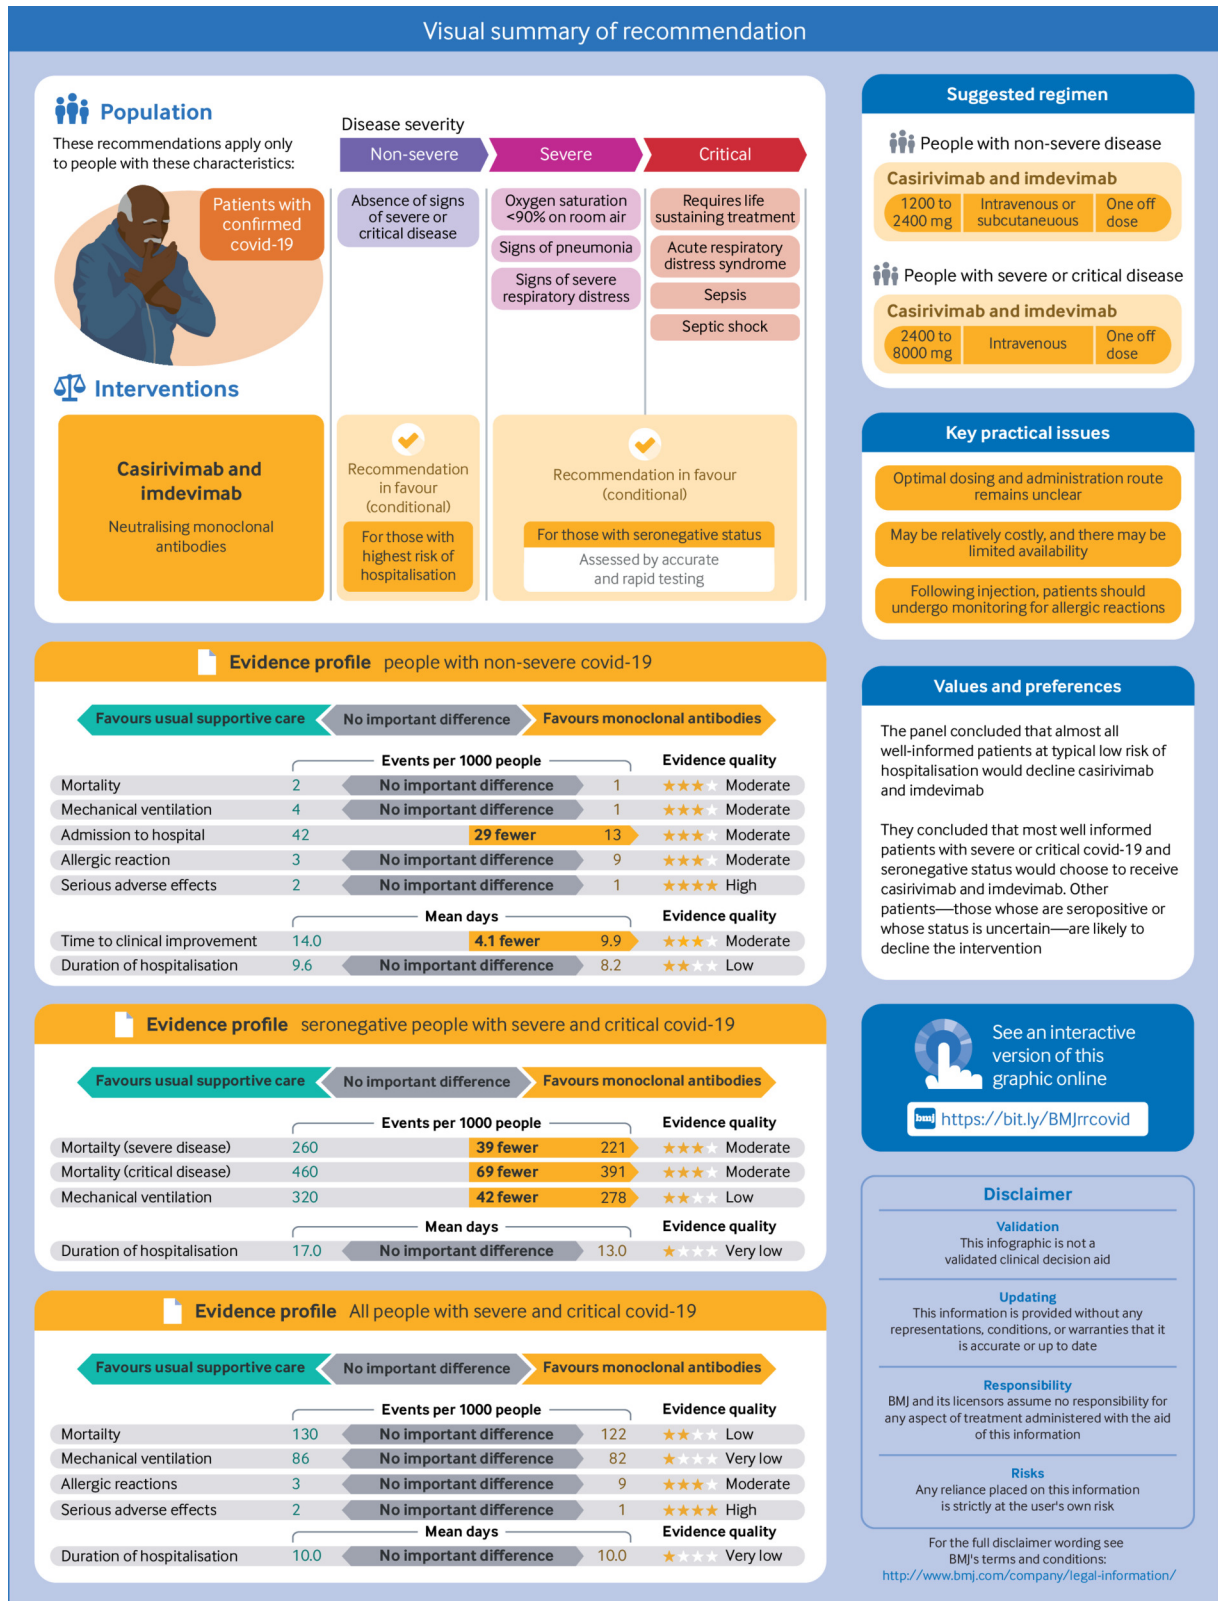 Visual summary of recommendation
Population
These recommendations apply only
to people with these characteristics:
Patients with
confirmed
covid-19
Disease severity
Non-severe
Severe
Critical
Absence of signs
of severe or
critical disease
Oxygen saturation
<90% on room air
Signs of pneumonia
Signs of severe
respiratory distress
Requires life
sustaining treatment
Acute respiratory
distress syndrome
Sepsis
Septic shock
Interventions
Casirivimab and
imdevimab
Neutralising monoclonal
antibodies
Recommendation
in favour
(conditional)
For those with
highest risk of
hospitalisation
Recommendation in favour
(conditional)
For those with seronegative status
Assessed by accurate
and rapid testing
Evidence profile people with non-severe covid-19
Favours usual supportive care No important difference Favours monoclonal antibodies
Events per 1000 people Evidence quality
Mortality 2 No important difference 1 Moderate
Mechanical ventilation 4 No important difference 1 Moderate
Admission to hospital 42 29 fewer 13 Moderate
Allergic reaction 3 No important difference 9 Moderate
Serious adverse effects 2 No important difference 1 High
Mean days Evidence quality
Time to clinical improvement 14.0 4.1 fewer 9.9 Moderate
Duration of hospitalisation 9.6 No important difference 8.2 Low
Evidence profile seronegative people with severe and critical covid-19
Favours usual supportive care No important difference Favours monoclonal antibodies
Events per 1000 people Evidence quality
Mortailty (severe disease) 260 39 fewer 221 Moderate
Mortailty (critical disease) 460 69 fewer 391 Moderate
Mechanical ventilation 320 42 fewer 278 Low
Mean days Evidence quality
Duration of hospitalisation 17.0 No important difference 13.0 Very low
Evidence profile All people with severe and critical covid-19
Favours usual supportive care No important difference Favours monoclonal antibodies
Events per 1000 people Evidence quality
Mortailty 130 No important difference 122 Low
Mechanical ventilation 86 No important difference 82 Very low
Allergic reactions 3 No important difference 9 Moderate
Serious adverse effects 2 No important difference 1 High
Mean days Evidence quality
Duration of hospitalisation 10.0 No important difference 10.0 Very low
Suggested regimen
People with non-severe disease
Casirivimab and imdevimab
1200 to
2400 mg
Intravenous or
subcutaneuous
One off
dose
People with severe or critical disease
Casirivimab and imdevimab
2400 to
8000 mg
Intravenous
One off
dose
Key practical issues
Optimal dosing and administration route
remains unclear
May be relatively costly, and there may be
limited availability
Following injection, patients should
undergo monitoring for allergic reactions
Values and preferences
The panel concluded that almost all
well-informed patients at typical low risk of
hospitalisation would decline casirivimab
and imdevimab
They concluded that most well informed
patients with severe or critical covid-19 and
seronegative status would choose to receive
casirivimab and imdevimab. Other
patients—those whose are seropositive or
whose status is uncertain—are likely to
decline the intervention
See an interactive
version of this
graphic online
bmj https://bit.ly/BMJrrcovid
Disclaimer
Validation
This infographic is not a
validated clinical decision aid
Updating
This information is provided without any
representations, conditions, or warranties that it
is accurate or up to date
Responsibility
BMJ and its licensors assume no responsibility for
any aspect of treatment administered with the aid
of this information
Risks
Any reliance placed on this information
is strictly at the user's own risk
For the full disclaimer wording see
BMJ's terms and conditions:
http://www.bmj.com/company/legal-information/